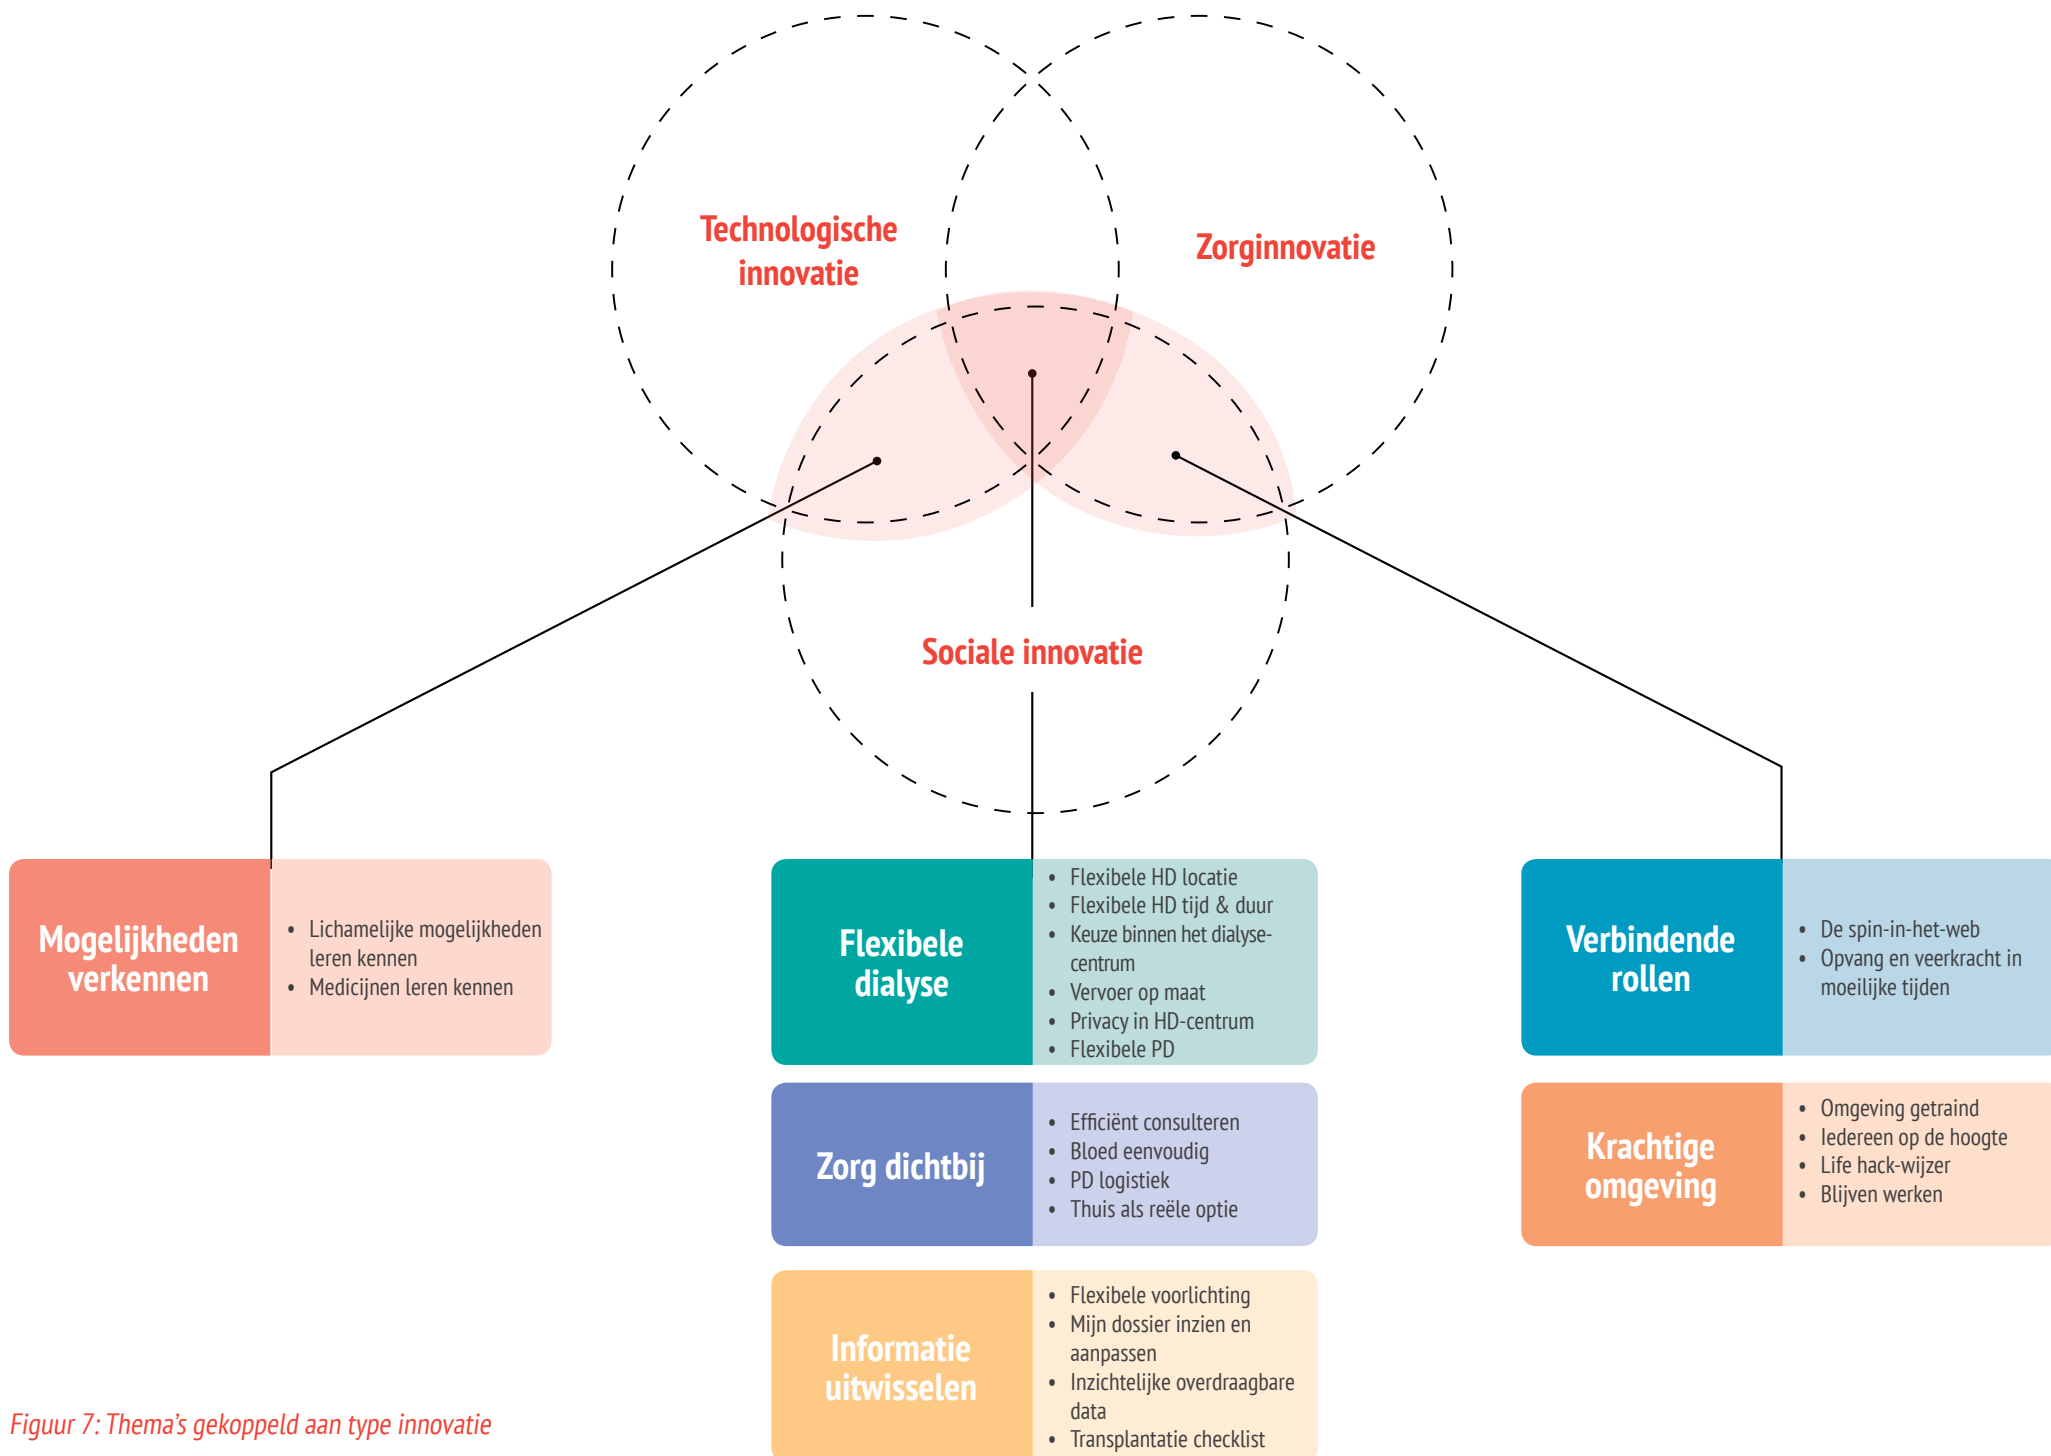 Technologische
innovatie
Zorginnovatie
Sociale innovatie
Mogelijkheden
verkennen
• Lichamelijke mogelijkheden
leren kennen
• Medicijnen leren kennen
Flexibele
dialyse
• Flexibele HD locatie
• Flexibele HD tijd & duur
• Keuze binnen het dialyse-
centrum
• Vervoer op maat
• Privacy in HD-centrum
• Flexibele PD
Verbindende
rollen
• De spin-in-het-web
• Opvang en veerkracht in
moeilijke tijden
Zorg dichtbij
• Efficiënt consulteren
• Bloed eenvoudig
• PD logistiek
• Thuis als reële optie
Krachtige
omgeving
• Omgeving getraind
• Iedereen op de hoogte
• Life hack-wijzer
• Blijven werken
Informatie
uitwisselen
• Flexibele voorlichting
• Mijn dossier inzien en
aanpassen
• Inzichtelijke overdraagbare
data
• Transplantatie checklist
Figuur 7: Thema's gekoppeld aan type innovatie